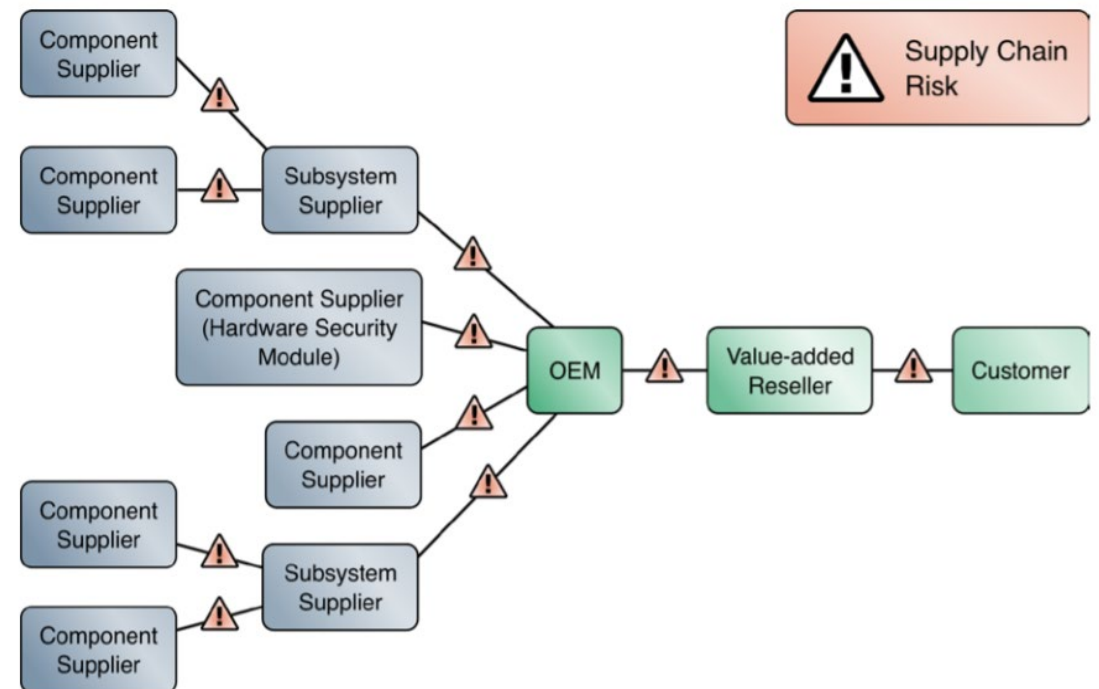 Component
Supplier
Supply Chain
Risk
Component
Supplier
Subsystem
Supplier
Component Supplier
(Hardware Security
Module)
OEM
Value-added
Reseller
Customer
Component
Supplier
Component
Supplier
Subsystem
Supplier
Component
Supplier